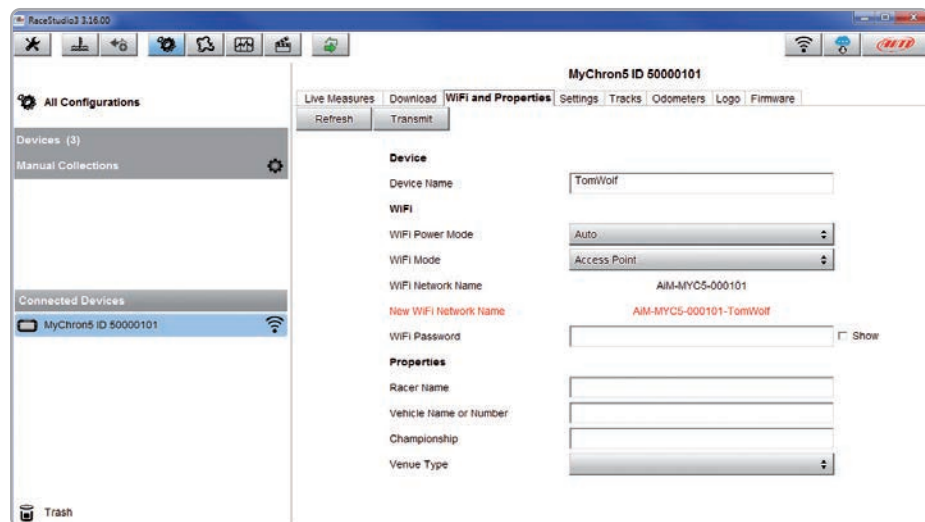 RaceStudio3 3.16.00
AiM
MyChron5 ID 50000101
All Configurations
Live Measures Download WiFi and Properties Settings Tracks Odometers Logo Firmware
Refresh Transmit
Devices (3)
Manual Collections
Device
Device Name TomWolf
WiFi
WiFi Power Mode Auto
WiFi Mode Access Point
WiFi Network Name AiM-MYC5-000101
Connected Devices
New WiFi Network Name AiM-MYC5-000101-TomWolf
MyChron5 ID 50000101
WiFi Password Show
Properties
Racer Name
Vehicle Name or Number
Championship
Venue Type
Trash